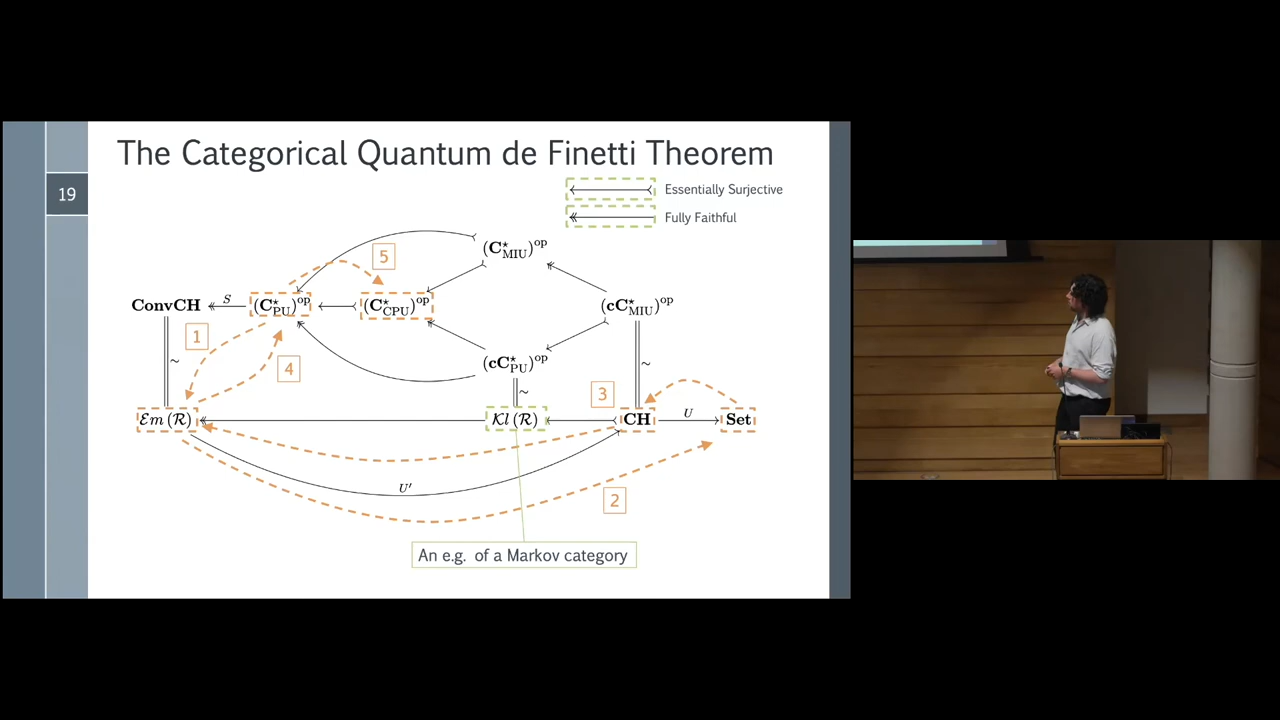 The Categorical Quantum de Finetti Theorem
19
Essentially Surjective
Fully Faithful
(C⋆MIU)op
5
ConvCH
S
(C⋆PU)op
(C⋆CPU)op
(cC⋆MIU)op
1
~
4
(cC⋆PU)op
~
~
3
ℰm(ℛ)
𝒦l(ℛ)
CH
U
Set
U′
2
An e.g. of a Markov category